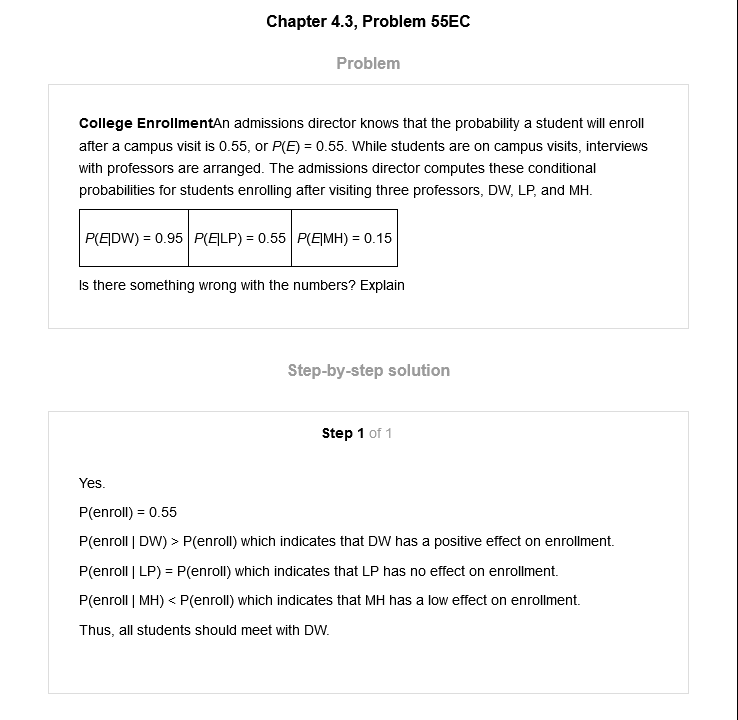 Chapter 4.3, Problem 55EC
Problem
College EnrollmentAn admissions director knows that the probability a student will enroll
after a campus visit is 0.55, or P(E) = 0.55. While students are on campus visits, interviews
with professors are arranged. The admissions director computes these conditional
probabilities for students enrolling after visiting three professors, DW, LP, and MH.
P(E|DW) = 0.95 P(E|LP) = 0.55 P(E|MH) = 0.15
Is there something wrong with the numbers? Explain
Step-by-step solution
Step 1 of 1
Yes.
P(enroll) = 0.55
P(enroll | DW) > P(enroll) which indicates that DW has a positive effect on enrollment.
P(enroll | LP) = P(enroll) which indicates that LP has no effect on enrollment.
P(enroll | MH) < P(enroll) which indicates that MH has a low effect on enrollment.
Thus, all students should meet with DW.